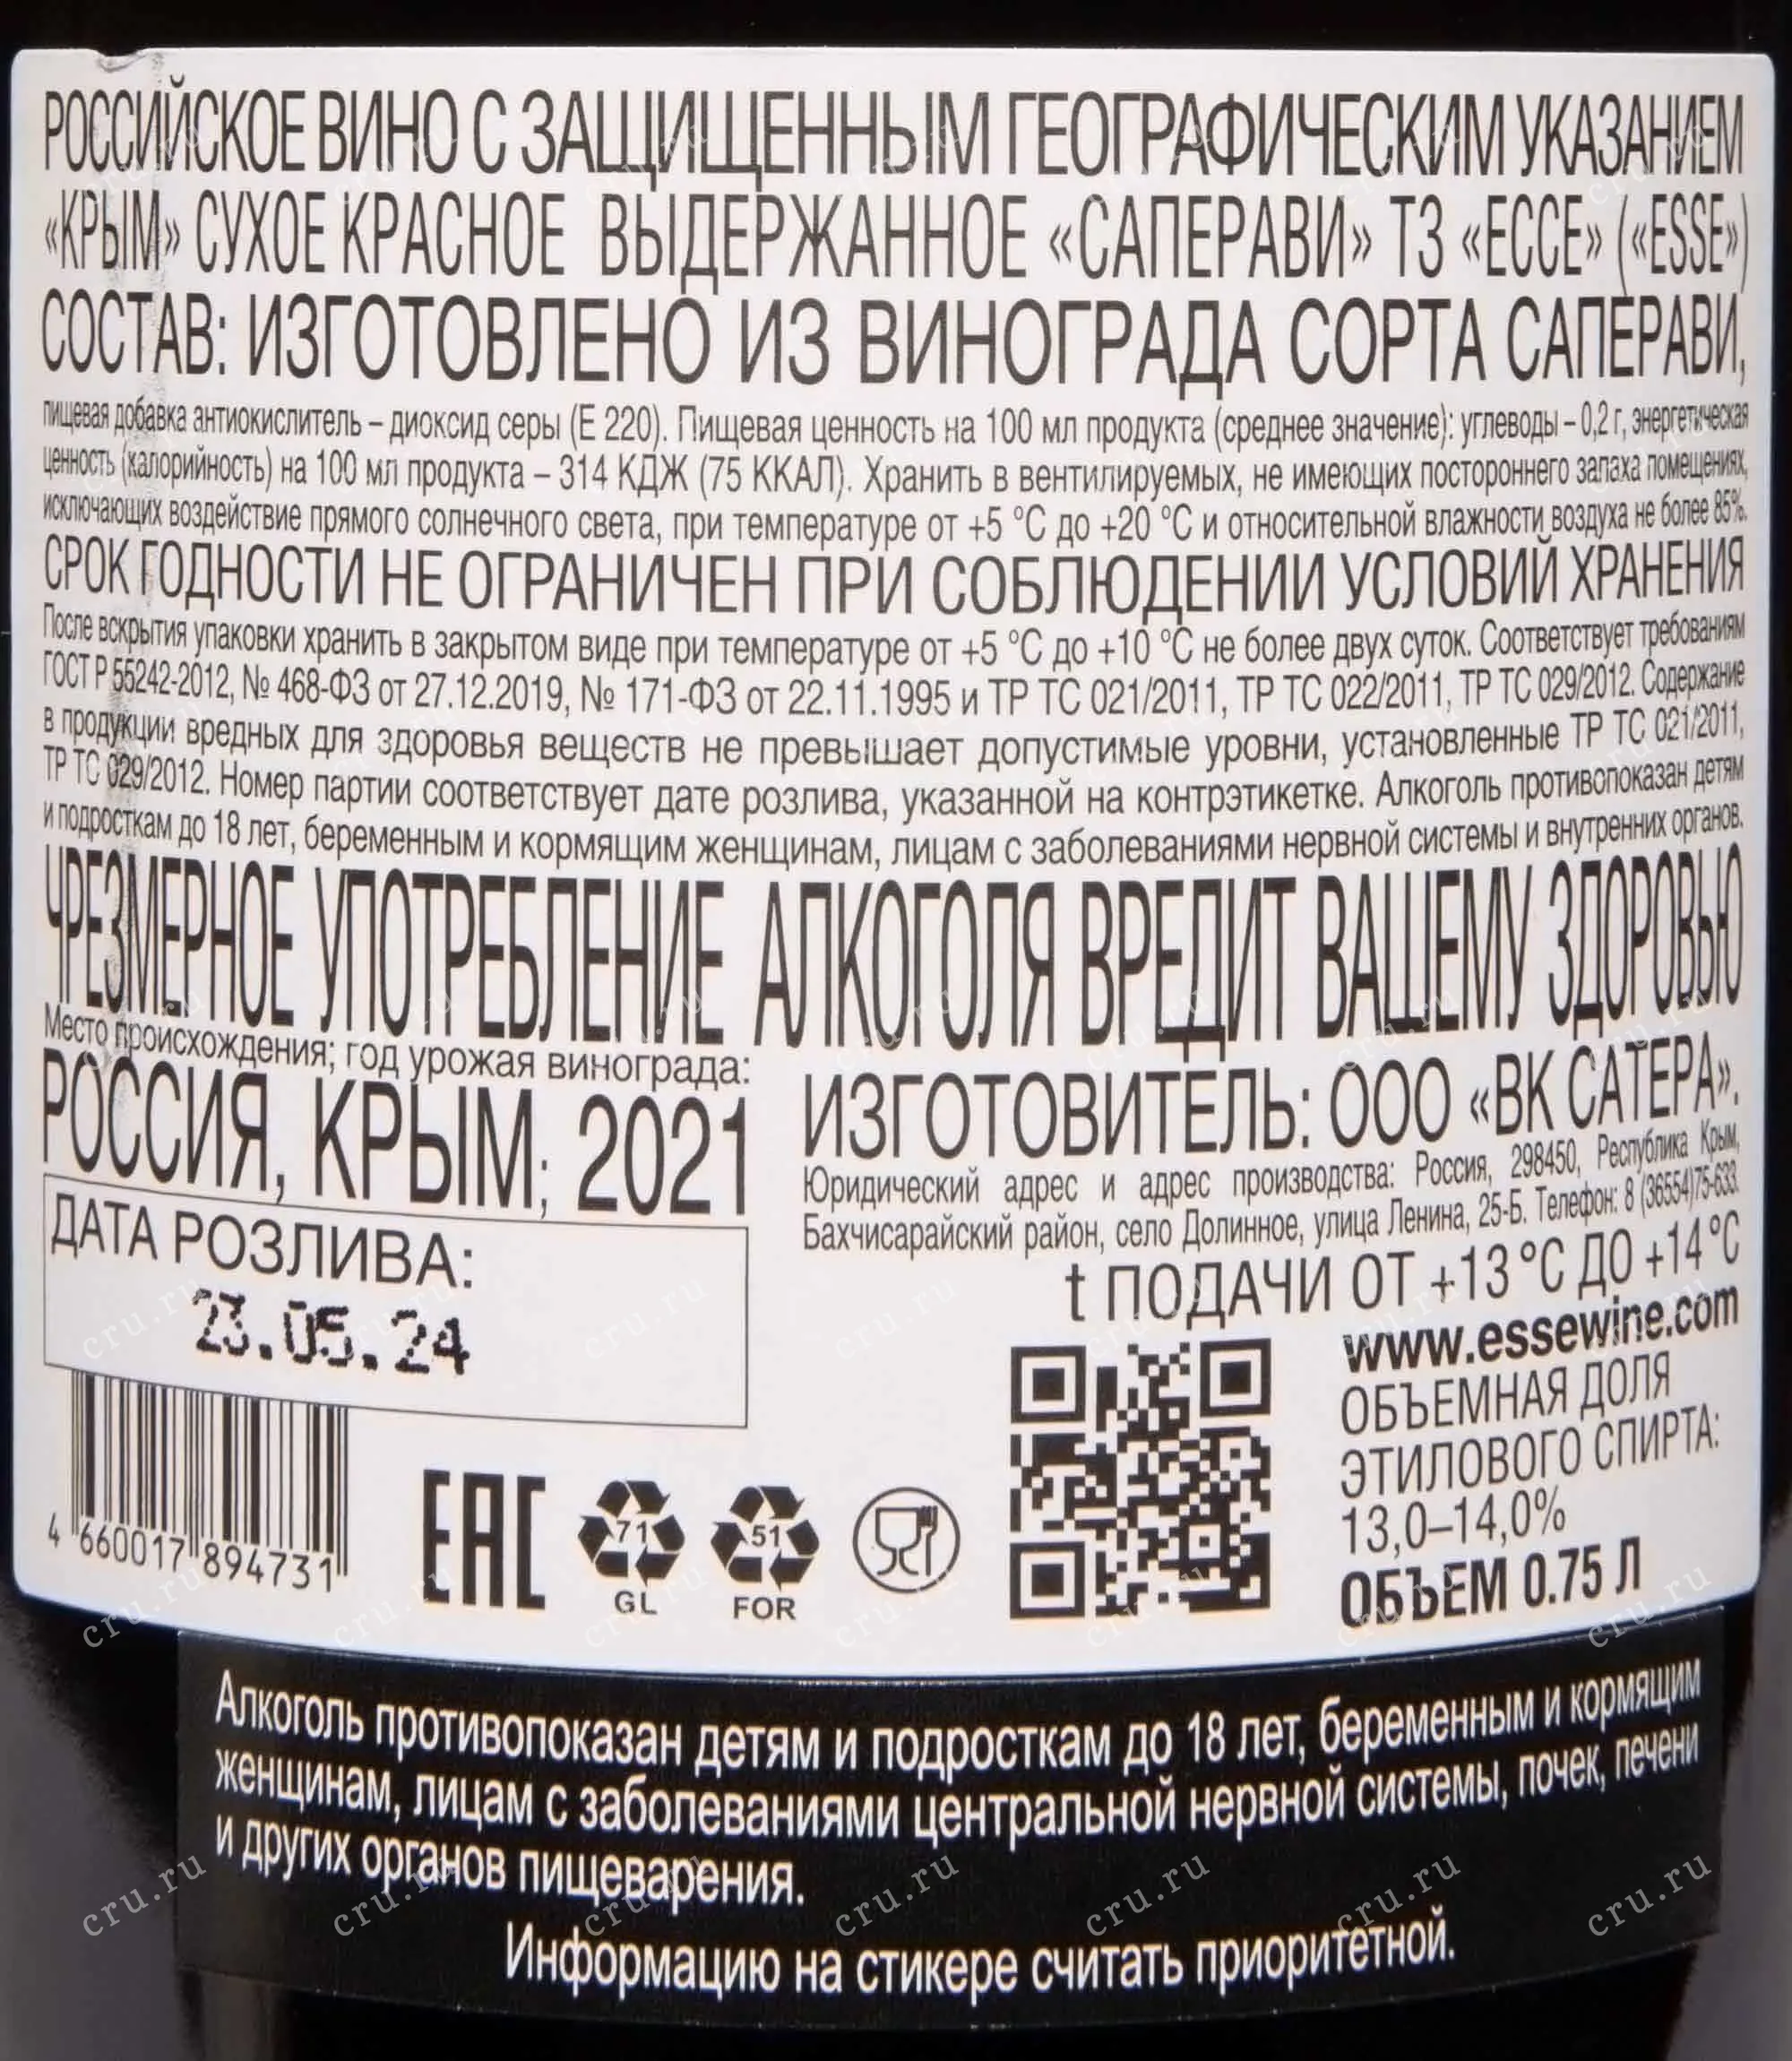 РОССИЙСКОЕ ВИНО С ЗАЩИЩЕННЫМ ГЕОГРАФИЧЕСКИМ УКАЗАНИЕМ
«КРЫМ» СУХОЕ КРАСНОЕ ВЫДЕРЖАННОЕ «САПЕРАВИ» ТЗ «ЕССЕ» («ESSE»)
СОСТАВ: ИЗГОТОВЛЕНО ИЗ ВИНОГРАДА СОРТА САПЕРАВИ,
пищевая добавка антиокислитель – диоксид серы (Е 220). Пищевая ценность на 100 мл продукта (среднее значение): углеводы – 0,2 г, энергетическая
ценность (калорийность) на 100 мл продукта – 314 КДЖ (75 ККАЛ). Хранить в вентилируемых, не имеющих постороннего запаха помещениях,
исключающих воздействие прямого солнечного света, при температуре от +5 °С до +20 °С и относительной влажности воздуха не более 85%.
СРОК ГОДНОСТИ НЕ ОГРАНИЧЕН ПРИ СОБЛЮДЕНИИ УСЛОВИЙ ХРАНЕНИЯ
После вскрытия упаковки хранить в закрытом виде при температуре от +5 °С до +10 °С не более двух суток. Соответствует требованиям
ГОСТ Р 55242-2012, № 468-ФЗ от 27.12.2019, № 171-ФЗ от 22.11.1995 и ТР ТС 021/2011, ТР ТС 022/2011, ТР ТС 029/2012. Содержание
в продукции вредных для здоровья веществ не превышает допустимые уровни, установленные ТР ТС 021/2011,
ТР ТС 029/2012. Номер партии соответствует дате розлива, указанной на контрэтикетке. Алкоголь противопоказан детям
и подросткам до 18 лет, беременным и кормящим женщинам, лицам с заболеваниями нервной системы и внутренних органов.
ЧРЕЗМЕРНОЕ УПОТРЕБЛЕНИЕ АЛКОГОЛЯ ВРЕДИТ ВАШЕМУ ЗДОРОВЬЮ
Место происхождения; год урожая винограда:
РОССИЯ, КРЫМ; 2021
ДАТА РОЗЛИВА:
23.05.24
ИЗГОТОВИТЕЛЬ: ООО «ВК САТЕРА».
Юридический адрес и адрес производства: Россия, 298450, Республика Крым,
Бахчисарайский район, село Долинное, улица Ленина, 25-Б. Телефон: 8 (36554)75-633.
t ПОДАЧИ ОТ +13 °С ДО +14 °С
www.essewine.com
ОБЪЕМНАЯ ДОЛЯ
ЭТИЛОВОГО СПИРТА:
13,0–14,0%
ОБЪЕМ 0.75 Л
4 660017 894731
ЕАС
71
GL
51
FOR
Алкоголь противопоказан детям и подросткам до 18 лет, беременным и кормящим
женщинам, лицам с заболеваниями центральной нервной системы, почек, печени
и других органов пищеварения.
Информацию на стикере считать приоритетной.
cru.ru